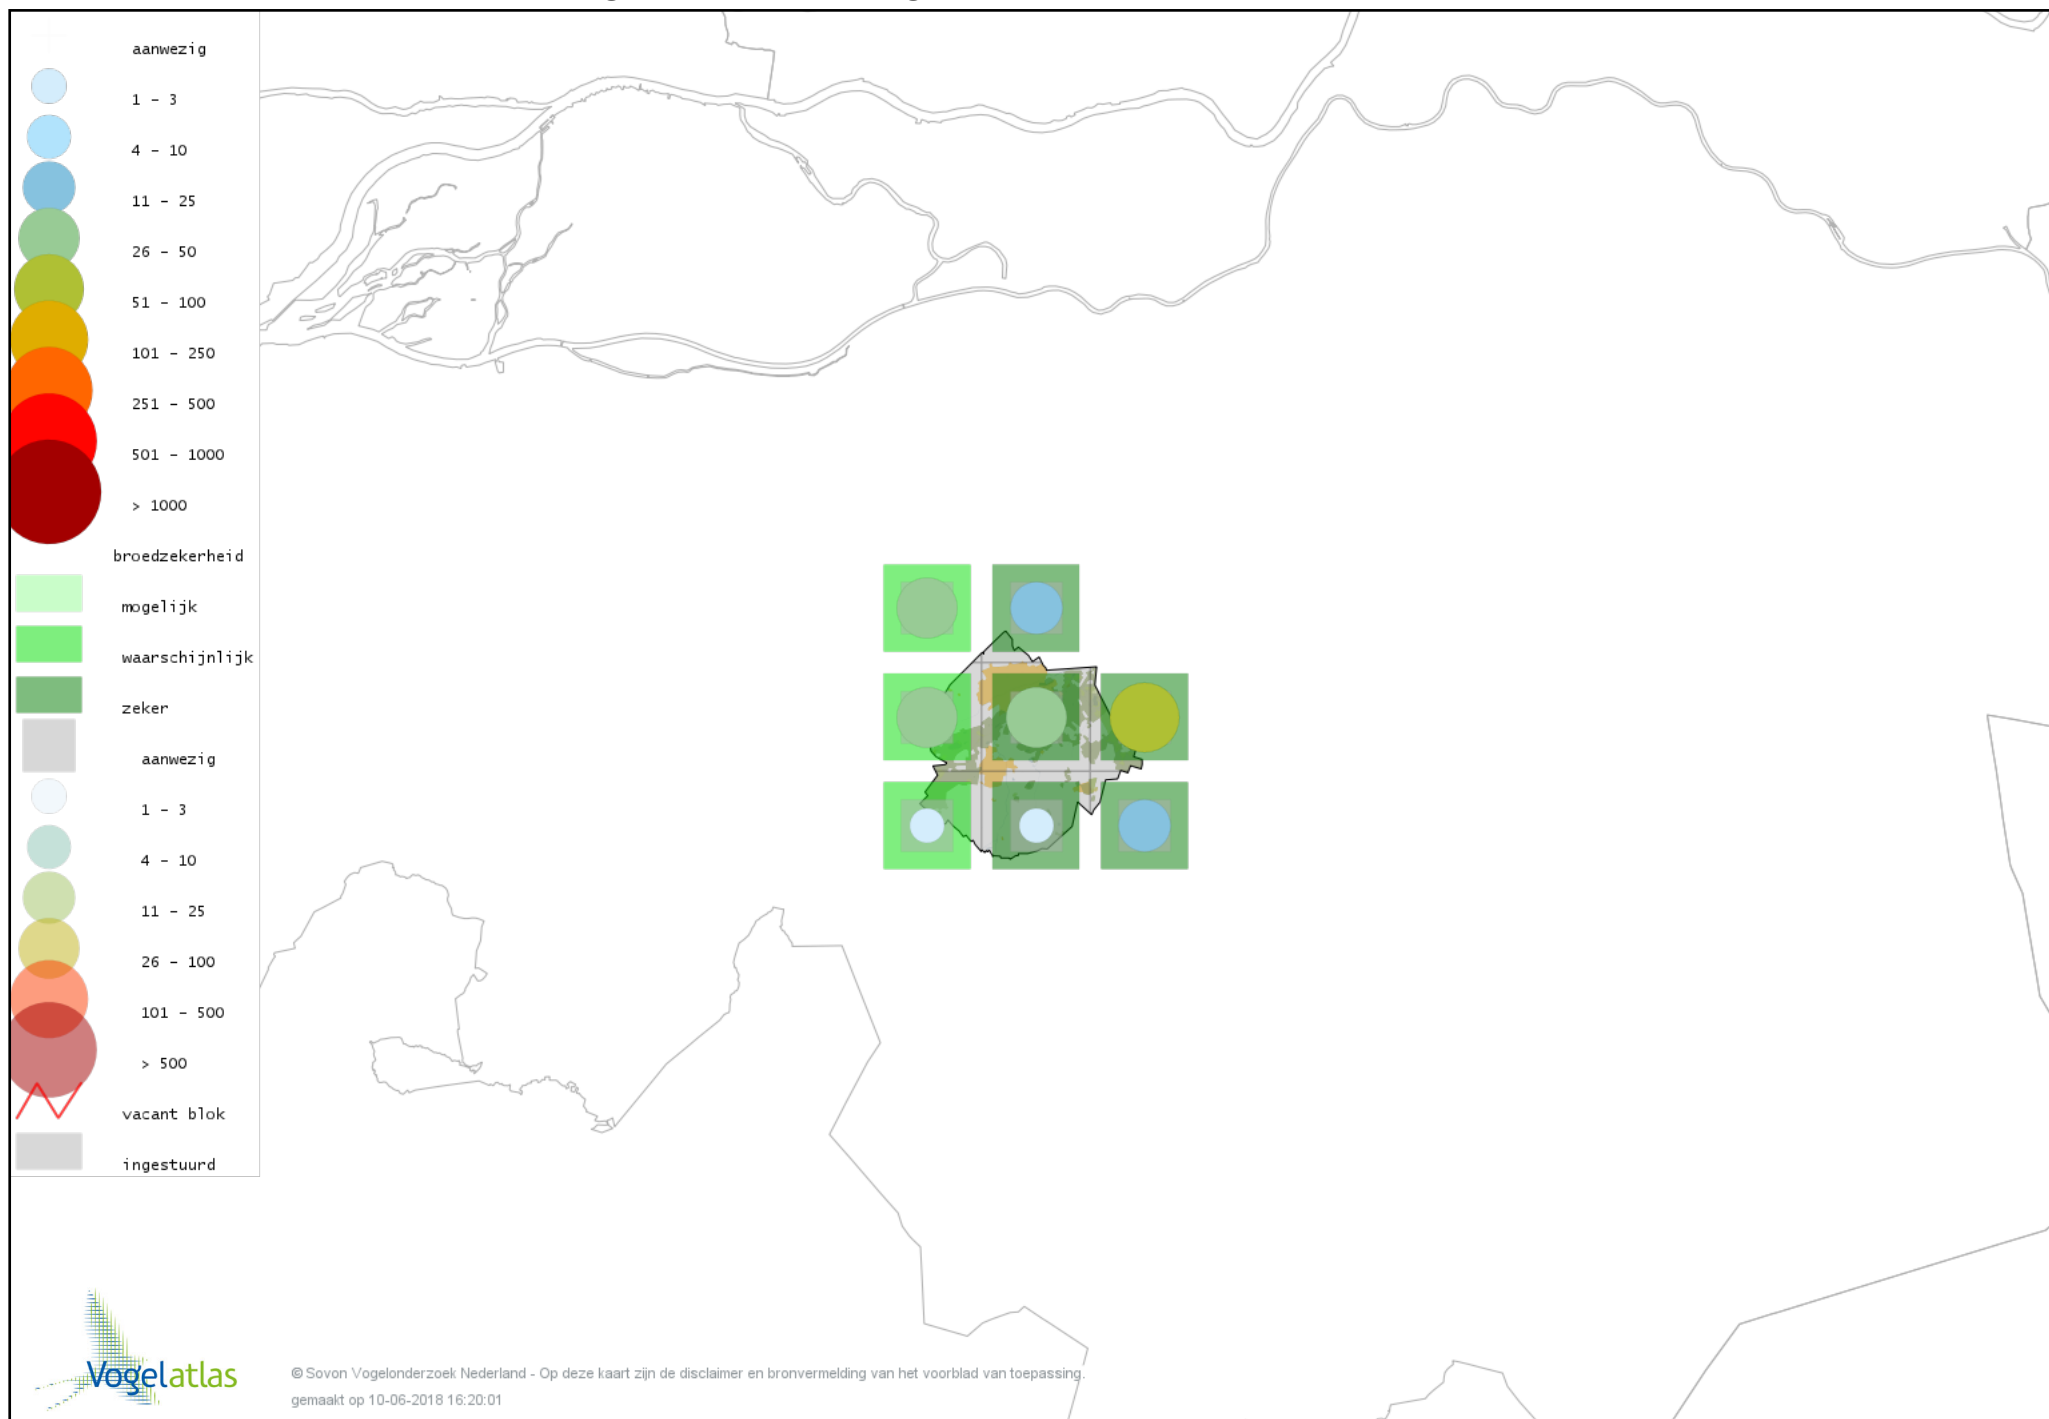 aanwezig
1 - 3
4 - 10
11 - 25
26 - 50
51 - 100
101 - 250
251 - 500
501 - 1000
> 1000
broedzekerheid
mogelijk
waarschijnlijk
zeker
aanwezig
1 - 3
4 - 10
11 - 25
26 - 100
101 - 500
> 500
vacant blok
ingestuurd
Vogelatlas
© Sovon Vogelonderzoek Nederland - Op deze kaart zijn de disclaimer en bronvermelding van het voorblad van toepassing.
gemaakt op 10-06-2018 16:20:01